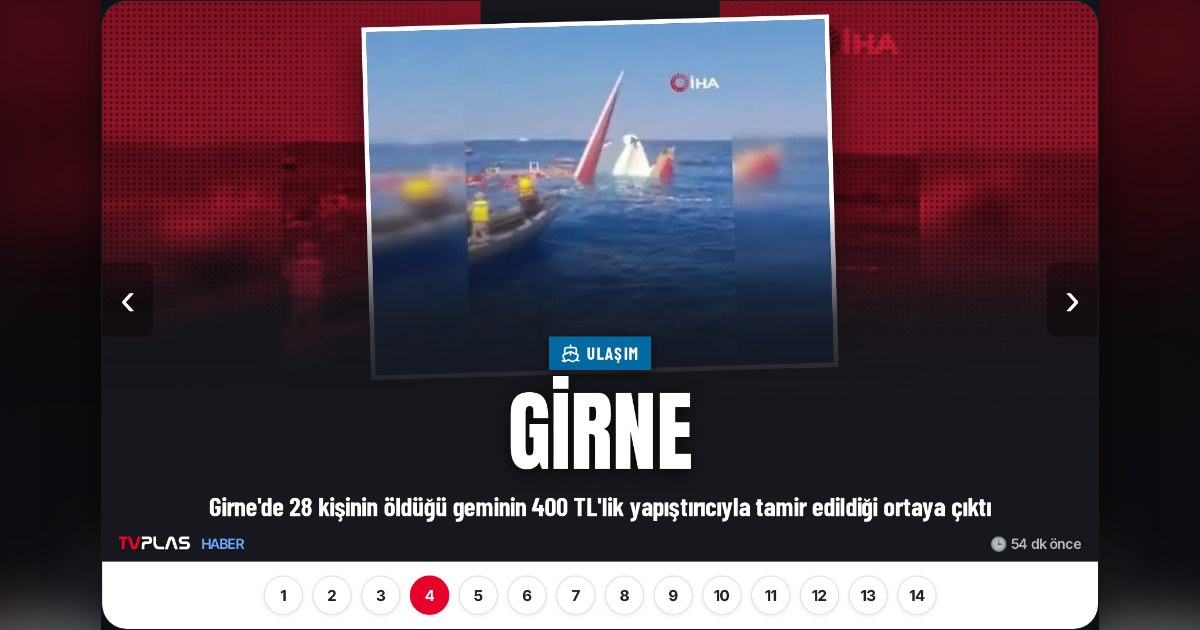 İHA
İHA
ULAŞIM
GİRNE
Girne'de 28 kişinin öldüğü geminin 400 TL'lik yapıştırıcıyla tamir edildiği ortaya çıktı
TVPLAS HABER
54 dk önce
1 2 3 4 5 6 7 8 9 10 11 12 13 14